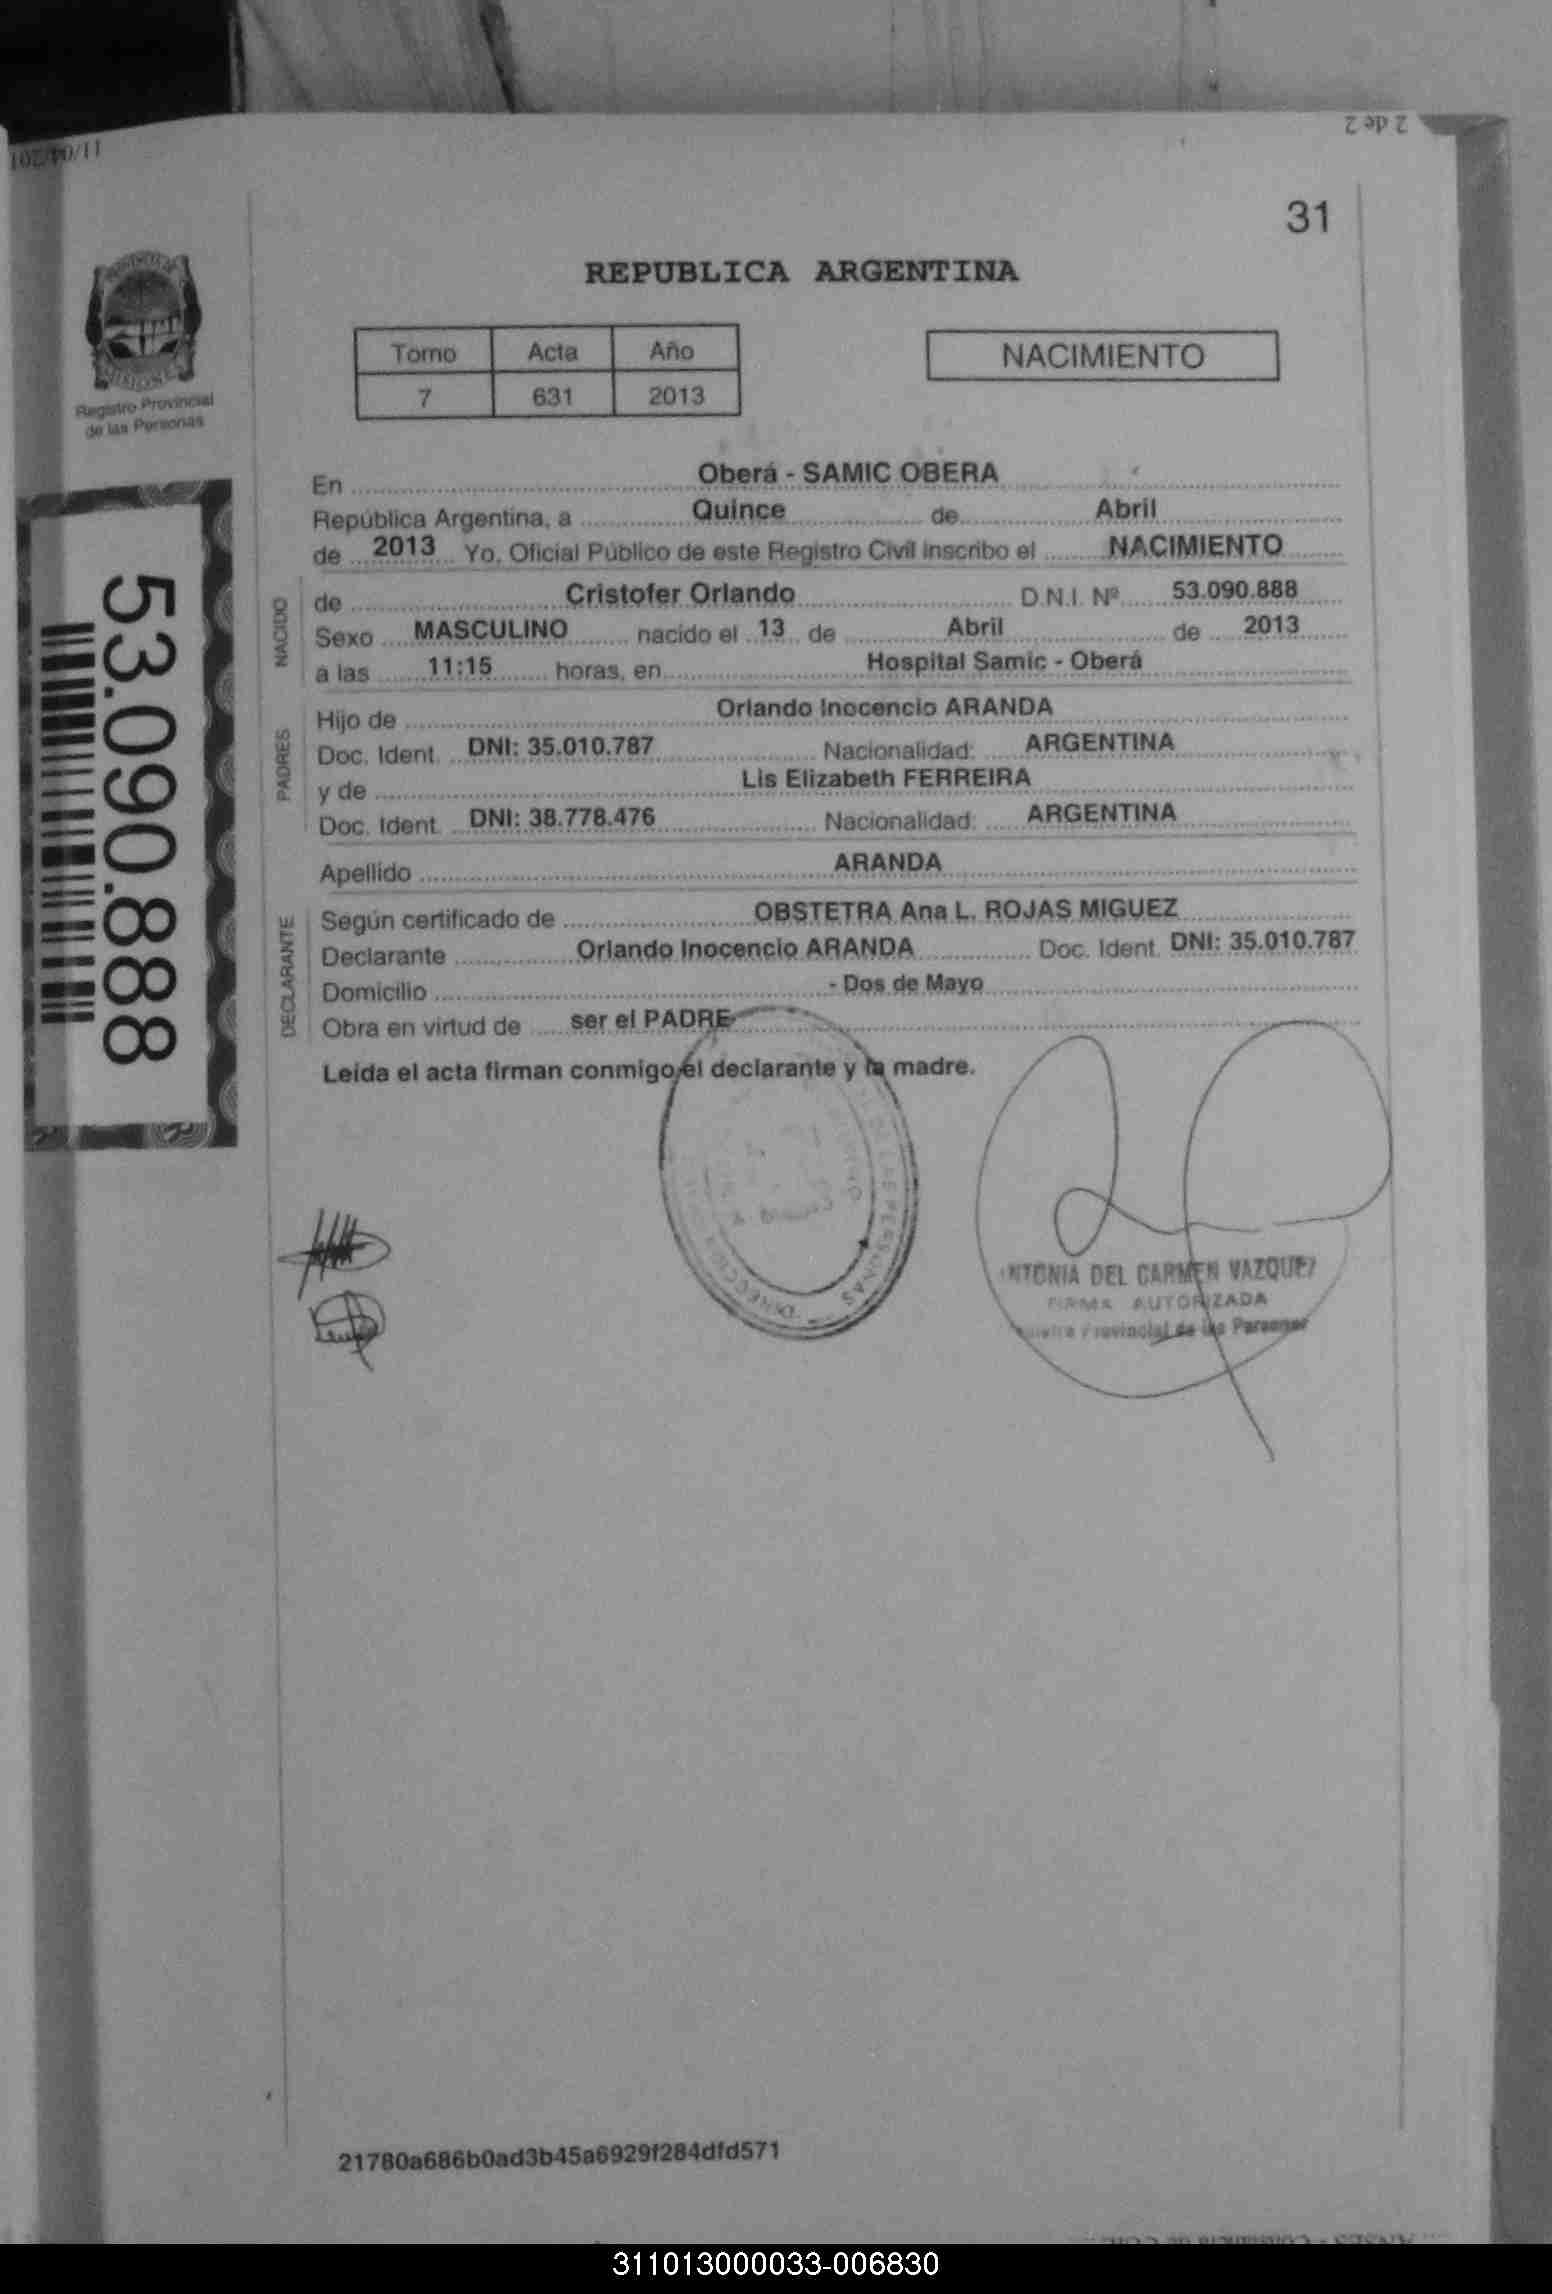 2 de 2
31
REPUBLICA ARGENTINA
Tomo Acta Año
7 631 2013
NACIMIENTO
Registro Provincial
de las Personas
53.090.888
En Oberá - SAMIC OBERA
República Argentina, a Quince de Abril
de 2013 Yo, Oficial Público de este Registro Civil inscribo el NACIMIENTO
NACIDO
de Cristofer Orlando D.N.I. Nº 53.090.888
Sexo MASCULINO nacido el 13 de Abril de 2013
a las 11:15 horas, en Hospital Samic - Oberá
PADRES
Hijo de Orlando Inocencio ARANDA
Doc. Ident. DNI: 35.010.787 Nacionalidad: ARGENTINA
y de Lis Elizabeth FERREIRA
Doc. Ident. DNI: 38.778.476 Nacionalidad: ARGENTINA
Apellido ARANDA
DECLARANTE
Según certificado de OBSTETRA Ana L. ROJAS MIGUEZ
Declarante Orlando Inocencio ARANDA Doc. Ident. DNI: 35.010.787
Domicilio - Dos de Mayo
Obra en virtud de ser el PADRE
Leida el acta firman conmigo el declarante y la madre.
DEL CARMEN VAZQUEZ
FIRMA AUTORIZADA
Provincial de las Personas
21780a686b0ad3b45a6929f284dfd571
311013000033-006830